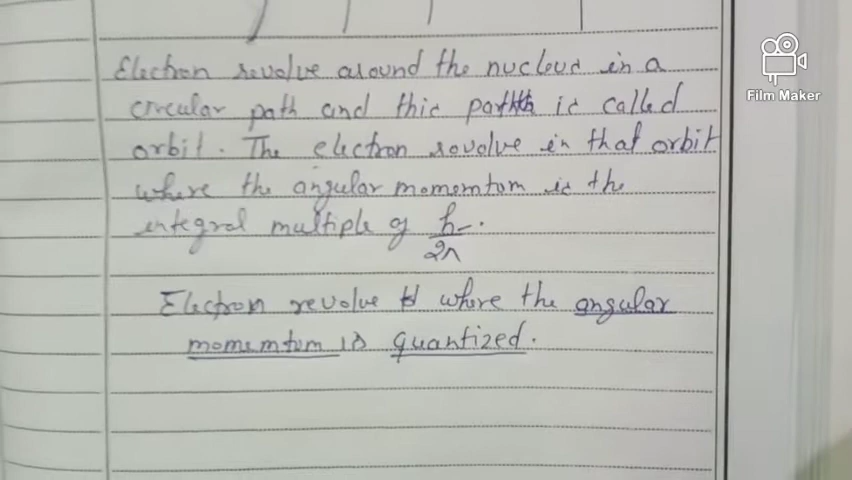 Electron revolve around the nucleus in a
circular path and this path is called
orbit. The electron revolve in that orbit
where the angular momemtom is the
integral multiple of h/2π.
Electron revolve where the angular
momemtom is quantized.
Film Maker